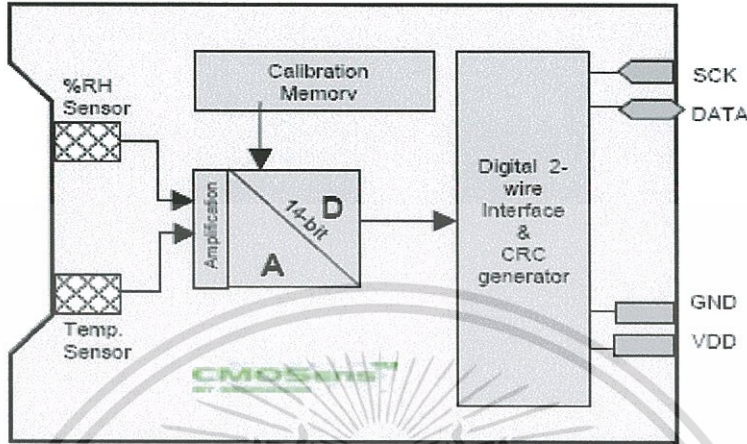 %RH
Sensor
Calibration
Memory
SCK
DATA
Digital 2-
wire
Interface
&
CRC
generator
Amplification
14-bit
D
A
GND
VDD
Temp.
Sensor
CMOSens™